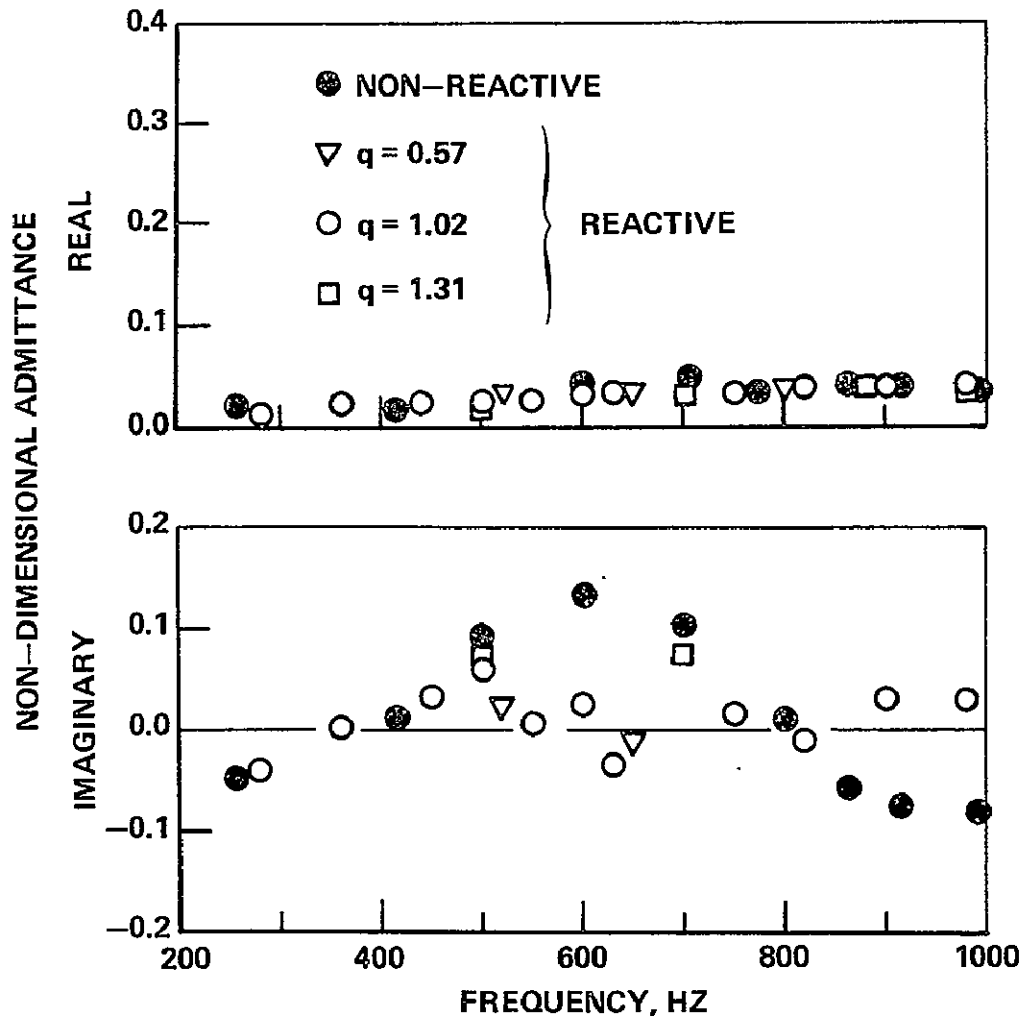 NON–DIMENSIONAL ADMITTANCE
REAL
0.4
0.3
0.2
0.1
0.0
NON–REACTIVE
q = 0.57
q = 1.02
q = 1.31
REACTIVE
IMAGINARY
0.2
0.1
0.0
–0.1
–0.2
200 400 600 800 1000
FREQUENCY, HZ